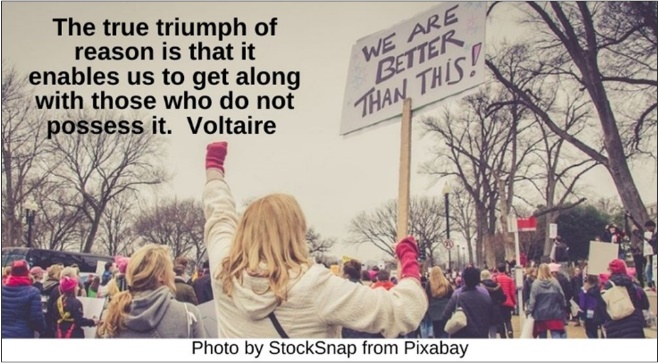 The true triumph of
reason is that it
enables us to get along
with those who do not
possess it.  Voltaire
WE ARE
BETTER
THAN THIS!
Photo by StockSnap from Pixabay